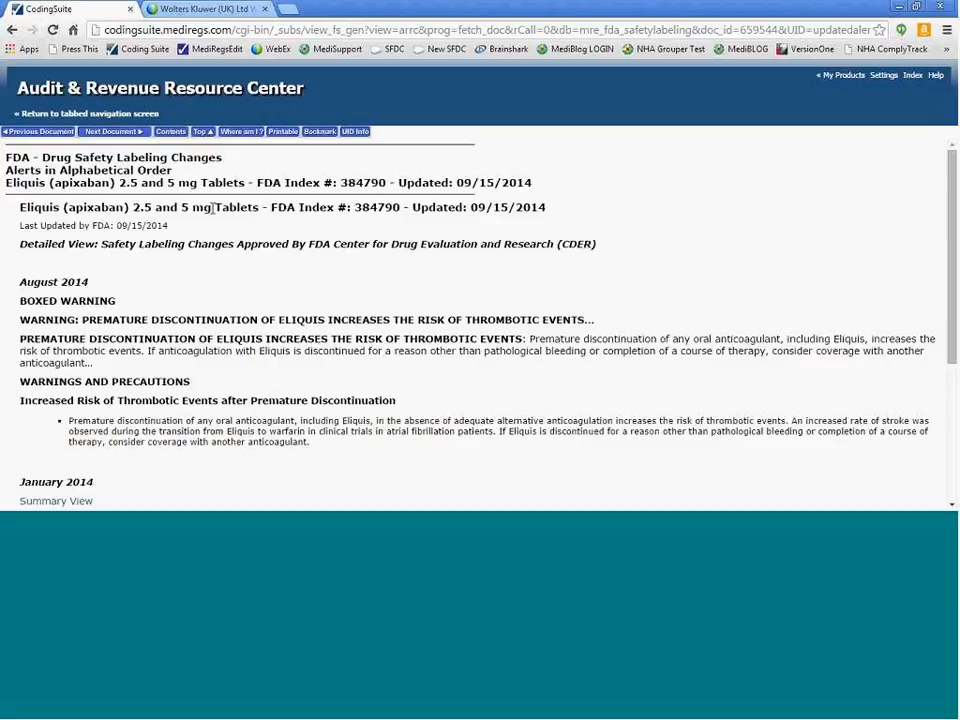 CodingSuite
Wolters Kluwer (UK) Ltd
codingsuite.mediregs.com/cgi-bin/_subs/view_fs_gen?view=arrc&prog=fetch_doc&rCall=0&db=mre_fda_safetylabeling&doc_id=659544&UID=updatedaler
Apps Press This Coding Suite MediRegsEdit WebEx MediSupport SFDC New SFDC Brainshark MediBlog LOGIN NHA Grouper Test MediBLOG VersionOne NHA ComplyTrack »
« My Products Settings Index Help
Audit & Revenue Resource Center
« Return to tabbed navigation screen
Previous Document Next Document Contents Top Where am I? Printable Bookmark UID Info
FDA - Drug Safety Labeling Changes
Alerts in Alphabetical Order
Eliquis (apixaban) 2.5 and 5 mg Tablets - FDA Index #: 384790 - Updated: 09/15/2014
Eliquis (apixaban) 2.5 and 5 mg Tablets - FDA Index #: 384790 - Updated: 09/15/2014
Last Updated by FDA: 09/15/2014
Detailed View: Safety Labeling Changes Approved By FDA Center for Drug Evaluation and Research (CDER)
August 2014
BOXED WARNING
WARNING: PREMATURE DISCONTINUATION OF ELIQUIS INCREASES THE RISK OF THROMBOTIC EVENTS...
PREMATURE DISCONTINUATION OF ELIQUIS INCREASES THE RISK OF THROMBOTIC EVENTS: Premature discontinuation of any oral anticoagulant, including Eliquis, increases the
risk of thrombotic events. If anticoagulation with Eliquis is discontinued for a reason other than pathological bleeding or completion of a course of therapy, consider coverage with another
anticoagulant...
WARNINGS AND PRECAUTIONS
Increased Risk of Thrombotic Events after Premature Discontinuation
• Premature discontinuation of any oral anticoagulant, including Eliquis, in the absence of adequate alternative anticoagulation increases the risk of thrombotic events. An increased rate of stroke was
observed during the transition from Eliquis to warfarin in clinical trials in atrial fibrillation patients. If Eliquis is discontinued for a reason other than pathological bleeding or completion of a course of
therapy, consider coverage with another anticoagulant.
January 2014
Summary View